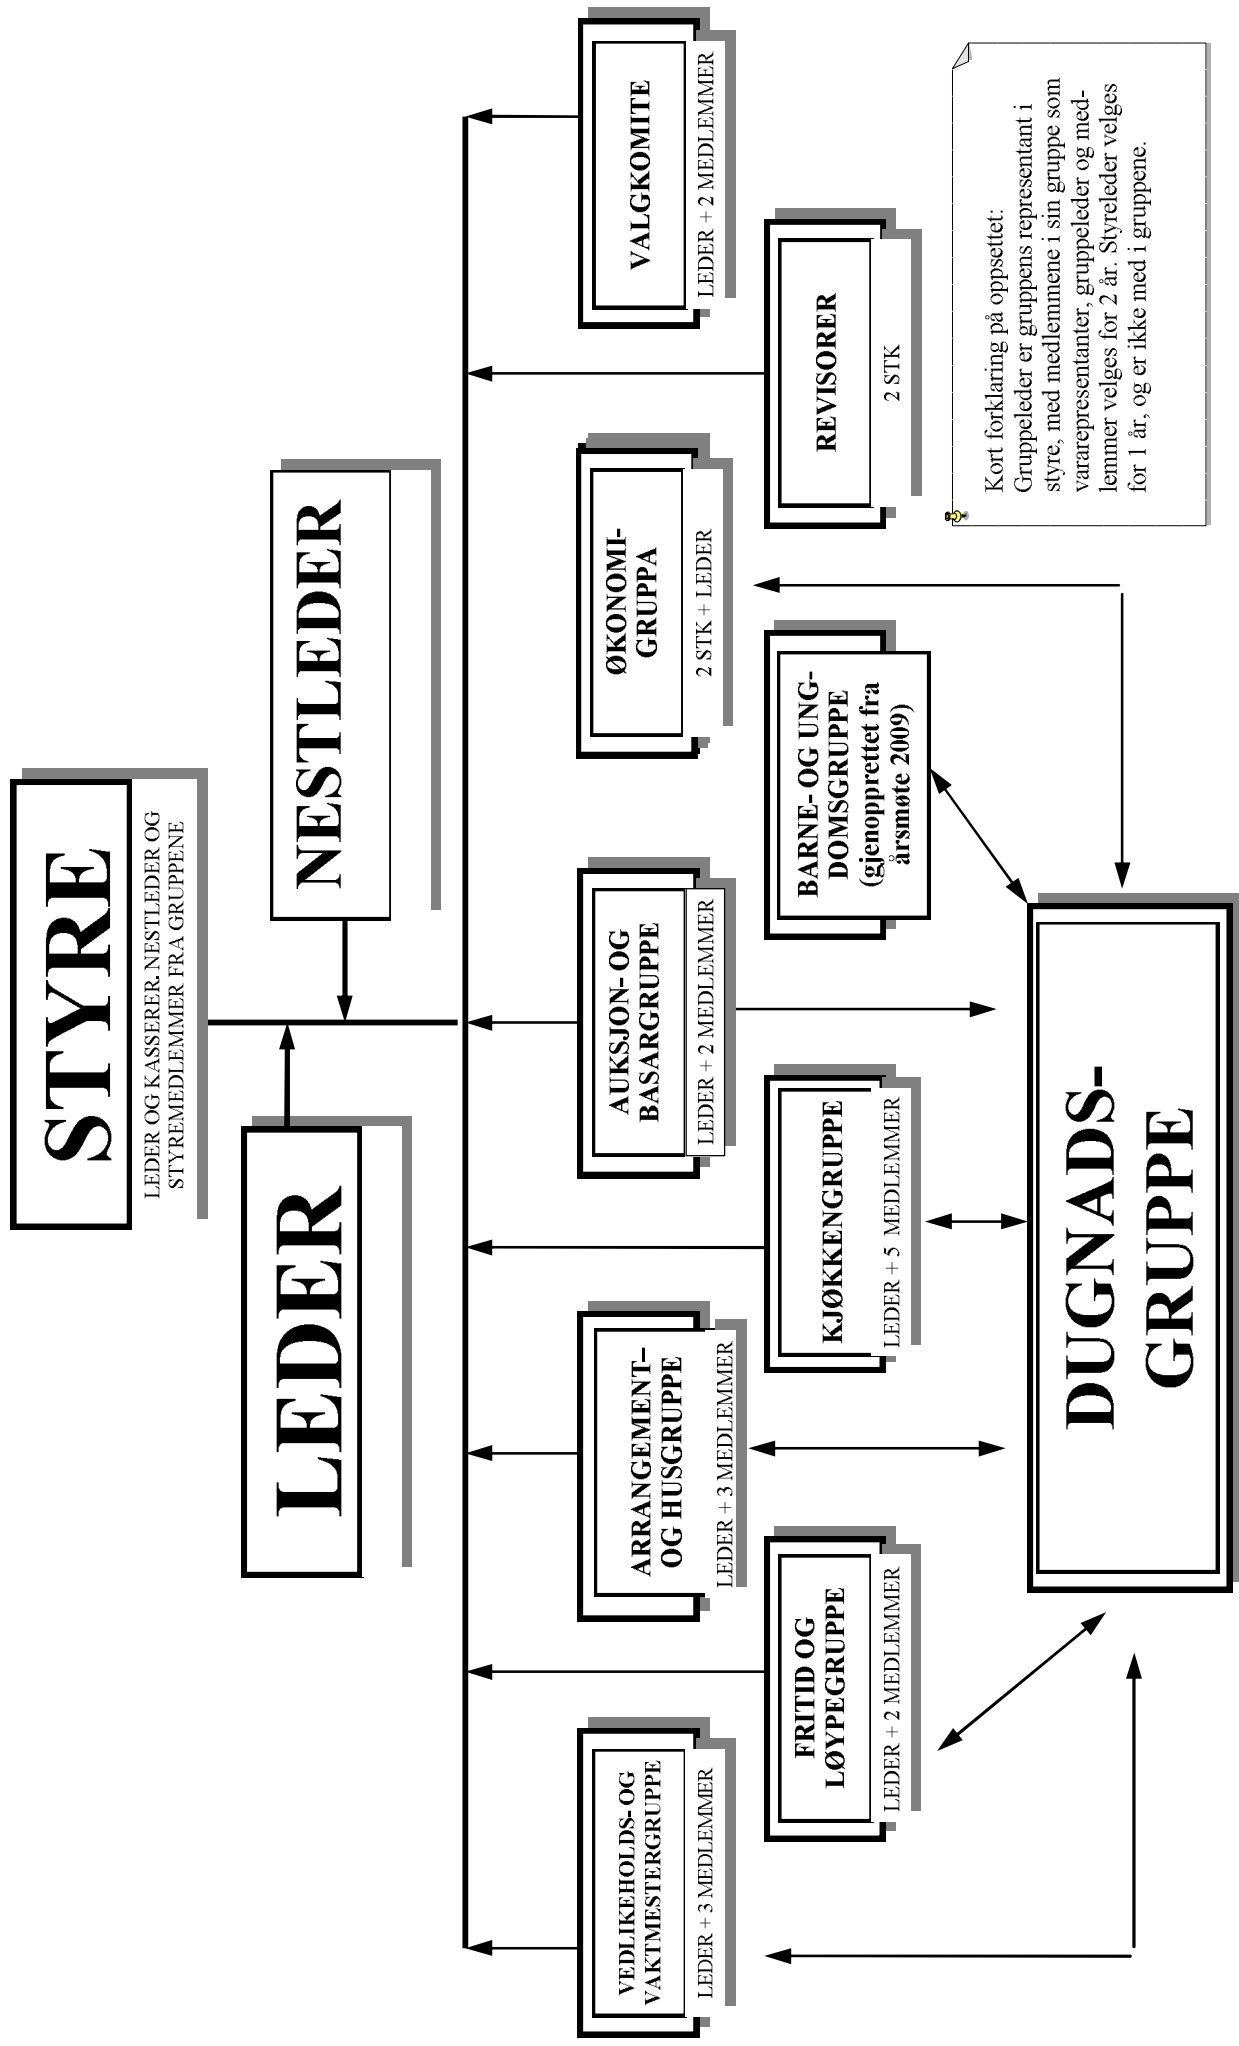 STYRE
LEDER OG KASSERER. NESTLEDER OG
STYREMEDLEMMER FRA GRUPPENE
LEDER
NESTLEDER
VEDLIKEHOLDS- OG
VAKTMESTERGRUPPE
LEDER + 3 MEDLEMMER
ARRANGEMENT–
OG HUSGRUPPE
LEDER + 3 MEDLEMMER
AUKSJON- OG
BASARGRUPPE
LEDER + 2 MEDLEMMER
ØKONOMI-
GRUPPA
2 STK + LEDER
VALGKOMITE
LEDER + 2 MEDLEMMER
FRITID OG
LØYPEGRUPPE
LEDER + 2 MEDLEMMER
KJØKKENGRUPPE
LEDER + 5 MEDLEMMER
BARNE- OG UNG-
DOMSGRUPPE
(gjenopprettet fra
årsmøte 2009)
REVISORER
2 STK
DUGNADS-
GRUPPE
Kort forklaring på oppsettet:
Gruppeleder er gruppens representant i
styre, med medlemmene i sin gruppe som
vararepresentanter, gruppeleder og med-
lemmer velges for 2 år. Styreleder velges
for 1 år, og er ikke med i gruppene.